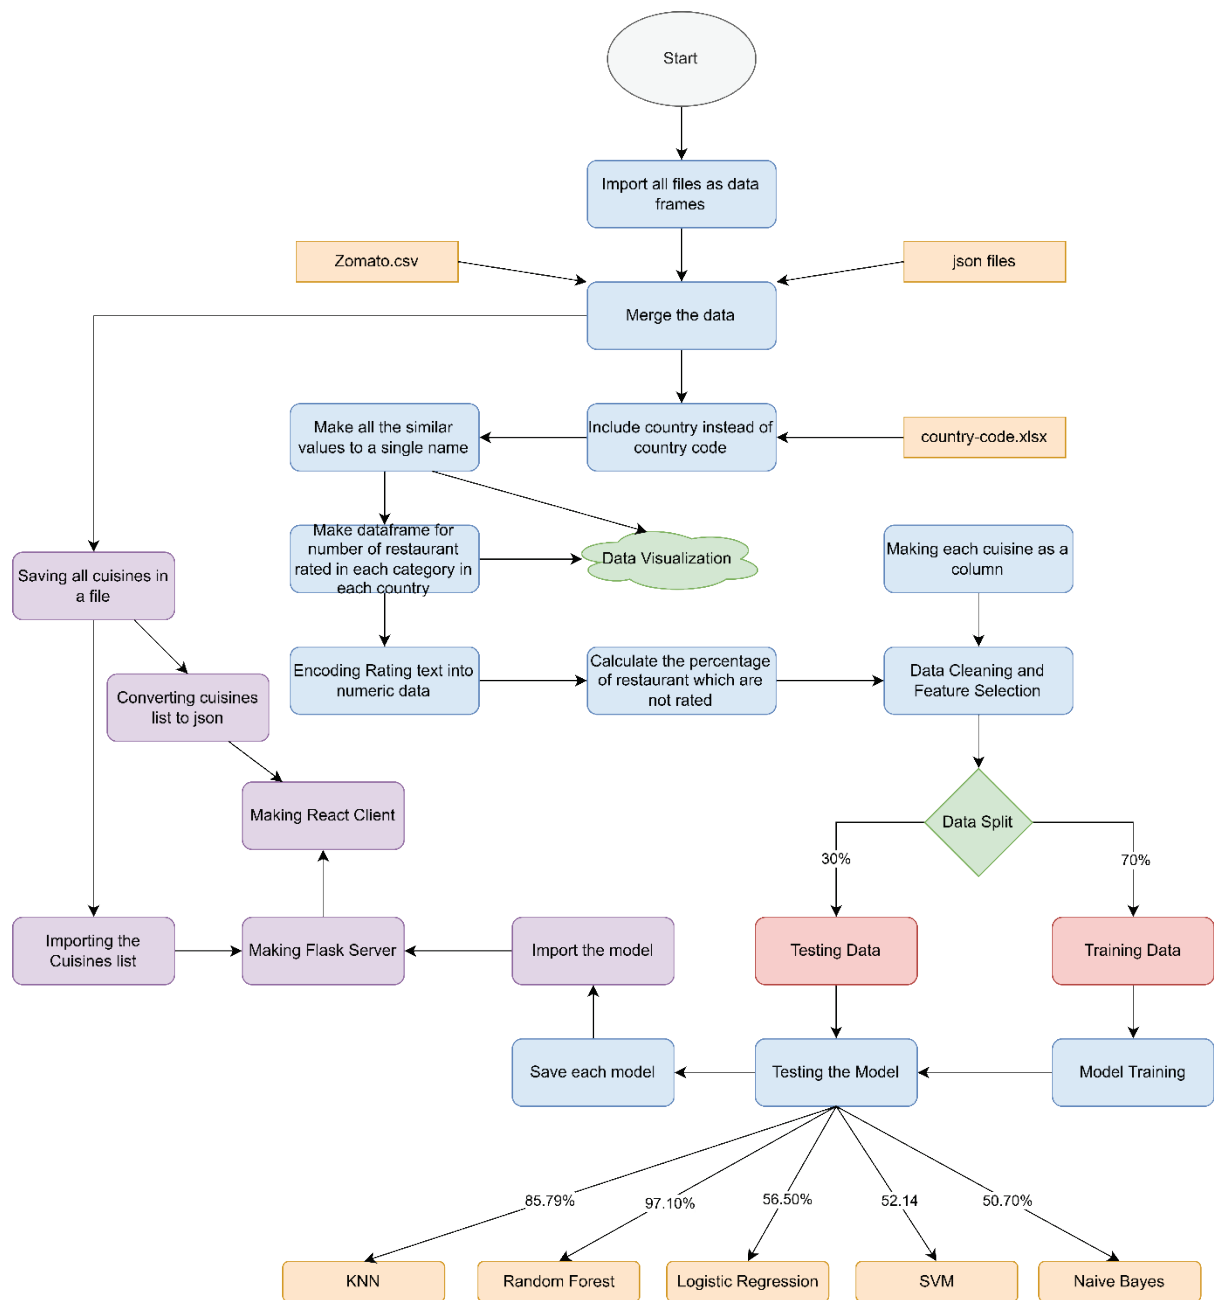 Start
Import all files as data
frames
Zomato.csv
json files
Merge the data
Make all the similar
values to a single name
Include country instead of
country code
country-code.xlsx
Make dataframe for
number of restaurant
rated in each category in
each country
Data Visualization
Making each cuisine as a
column
Saving all cuisines in
a file
Encoding Rating text into
numeric data
Calculate the percentage
of restaurant which are
not rated
Data Cleaning and
Feature Selection
Converting cuisines
list to json
Making React Client
Data Split
30%
70%
Importing the
Cuisines list
Making Flask Server
Import the model
Testing Data
Training Data
Save each model
Testing the Model
Model Training
85.79%
97.10%
56.50%
52.14
50.70%
KNN
Random Forest
Logistic Regression
SVM
Naive Bayes